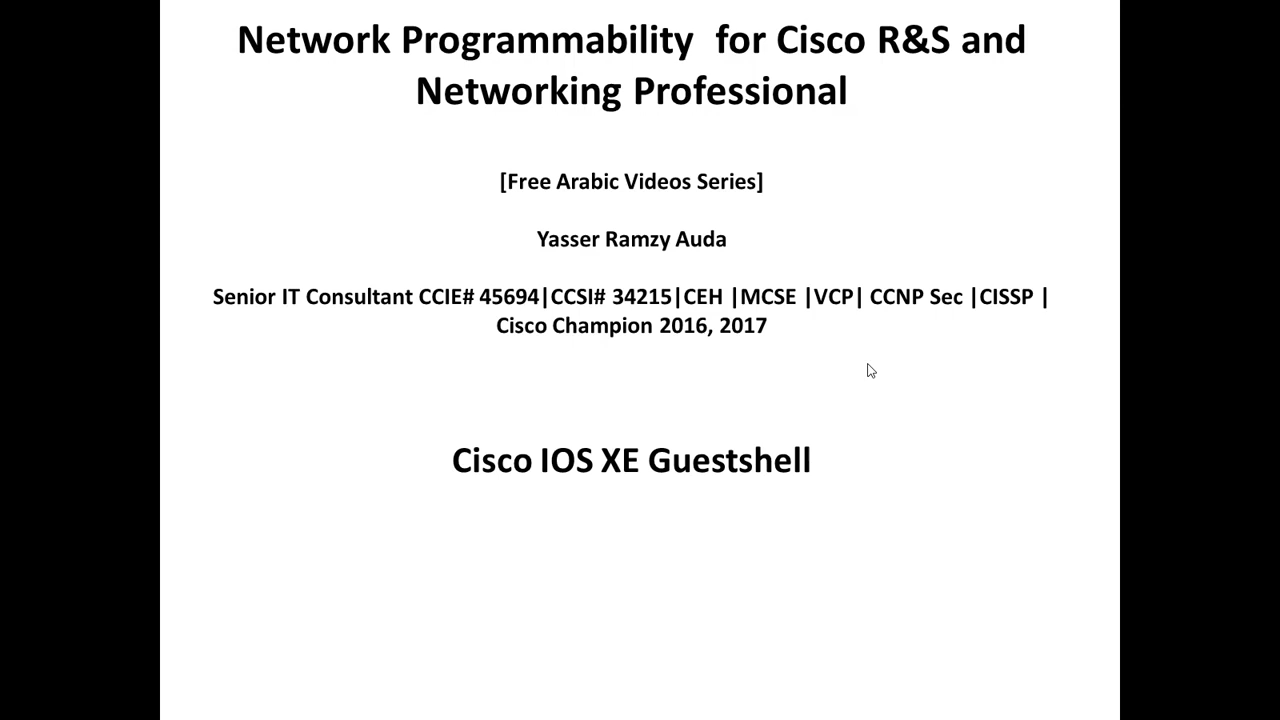 Network Programmability  for Cisco R&S and
Networking Professional
[Free Arabic Videos Series]
Yasser Ramzy Auda
Senior IT Consultant CCIE# 45694|CCSI# 34215|CEH |MCSE |VCP| CCNP Sec |CISSP |
Cisco Champion 2016, 2017
Cisco IOS XE Guestshell